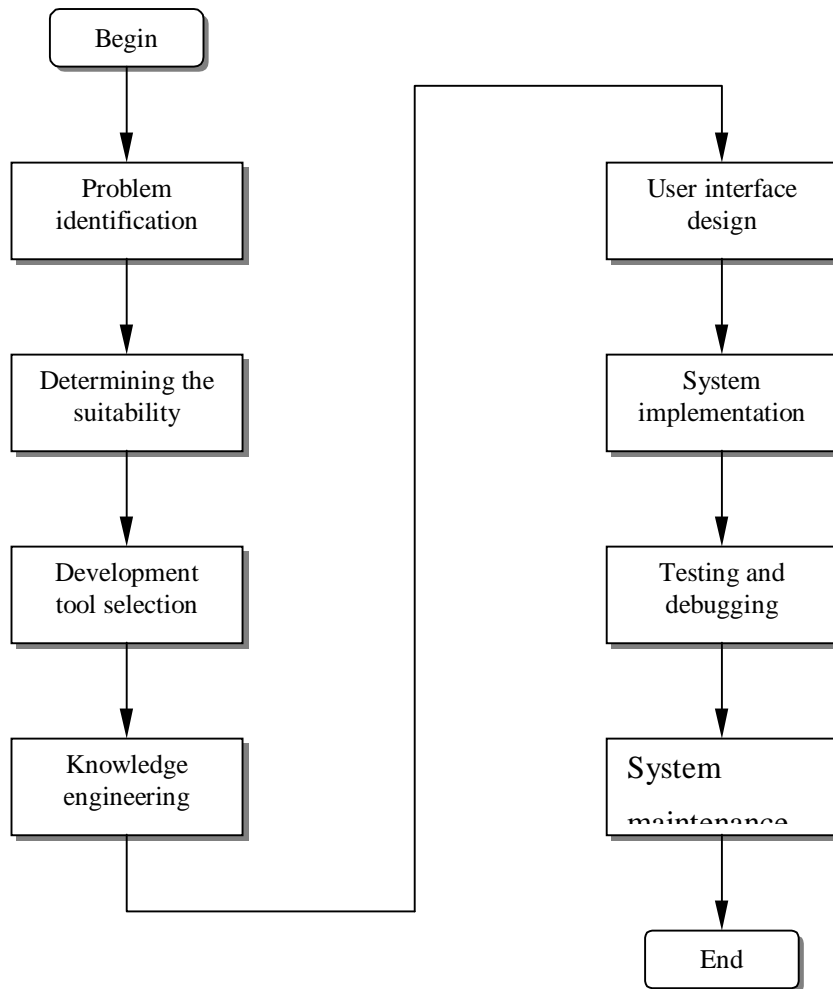 Begin
Problem
identification
Determining the
suitability
Development
tool selection
Knowledge
engineering
User interface
design
System
implementation
Testing and
debugging
System
maintenance
End